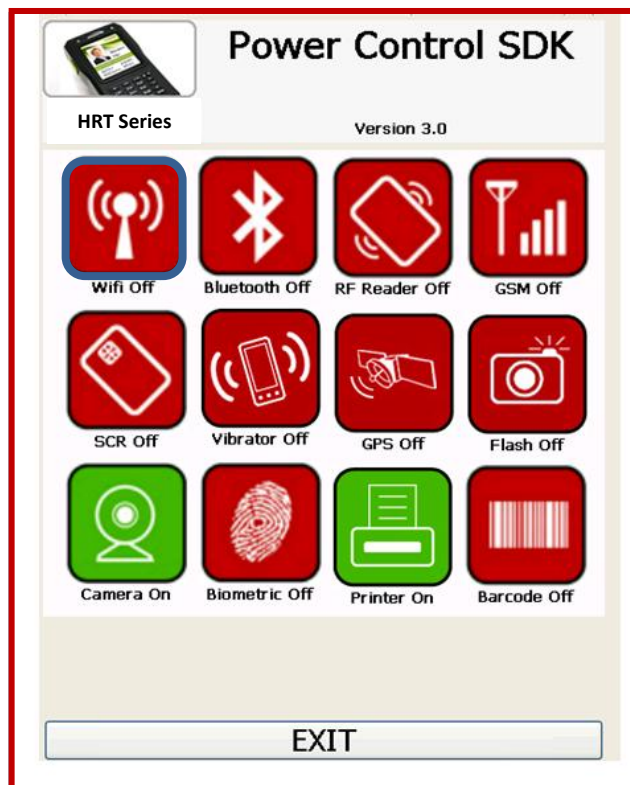 Power Control SDK
HRT Series
Version 3.0
Wifi Off
Bluetooth Off
RF Reader Off
GSM Off
SCR Off
Vibrator Off
GPS Off
Flash Off
Camera On
Biometric Off
Printer On
Barcode Off
EXIT